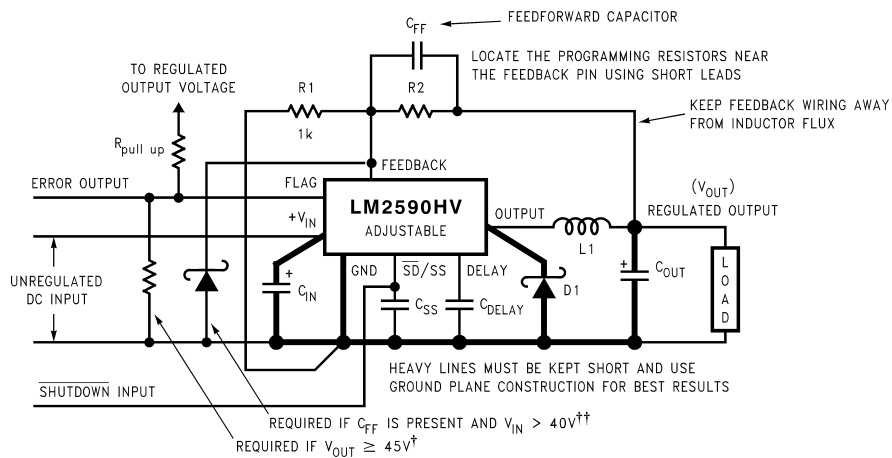 C_FF
FEEDFORWARD CAPACITOR
LOCATE THE PROGRAMMING RESISTORS NEAR
THE FEEDBACK PIN USING SHORT LEADS
TO REGULATED
OUTPUT VOLTAGE
R1
R2
1k
KEEP FEEDBACK WIRING AWAY
FROM INDUCTOR FLUX
R_pull up
FEEDBACK
ERROR OUTPUT
FLAG
LM2590HV
ADJUSTABLE
+V_IN
OUTPUT
(V_OUT)
REGULATED OUTPUT
L1
UNREGULATED
DC INPUT
+
C_IN
GND
S̅D̅/SS
DELAY
C_SS
C_DELAY
D1
+
C_OUT
LOAD
HEAVY LINES MUST BE KEPT SHORT AND USE
GROUND PLANE CONSTRUCTION FOR BEST RESULTS
S̅H̅U̅T̅D̅O̅W̅N̅ INPUT
REQUIRED IF C_FF IS PRESENT AND V_IN > 40V††
REQUIRED IF V_OUT ≥ 45V†